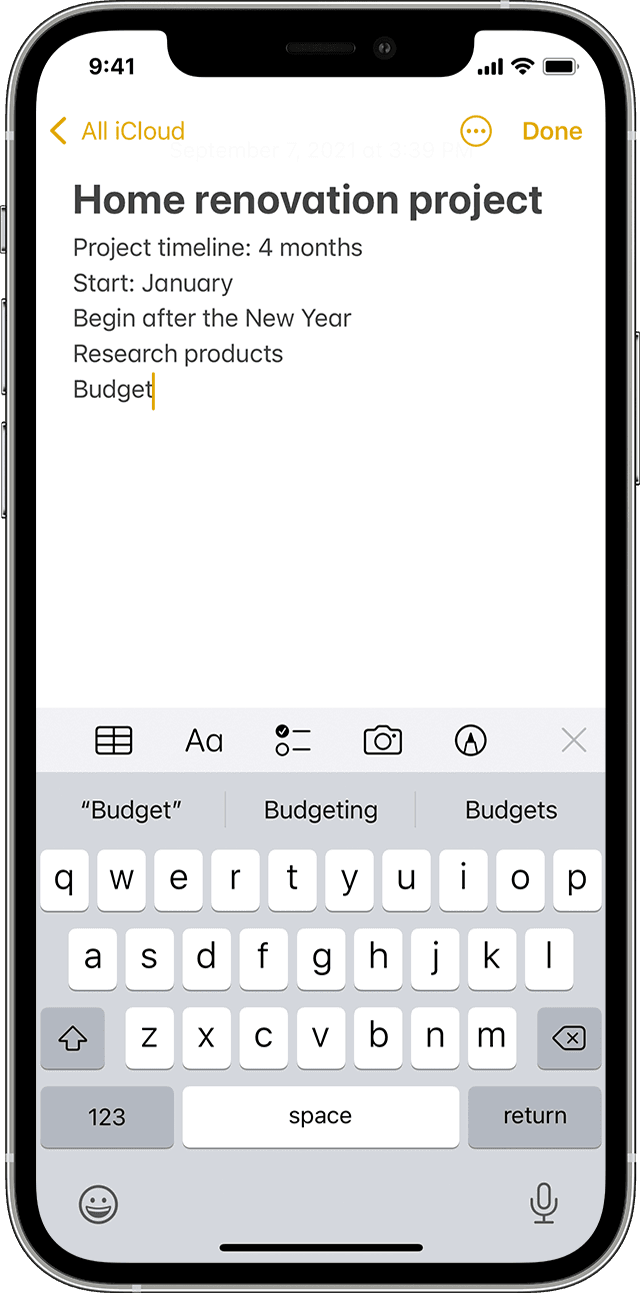 9:41
All iCloud
Done
September 7, 2021 at 3:39 PM
Home renovation project
Project timeline: 4 months
Start: January
Begin after the New Year
Research products
Budget
Aa
“Budget” Budgeting Budgets
q w e r t y u i o p
a s d f g h j k l
z x c v b n m
123 space return